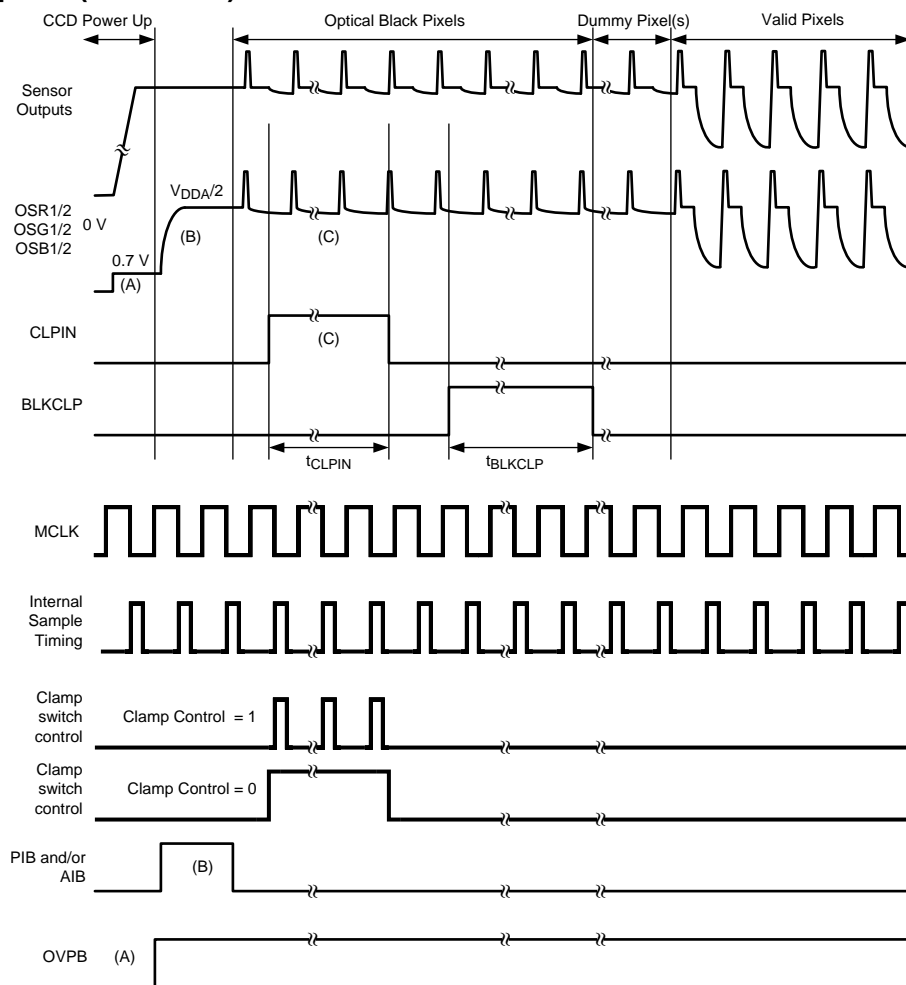 CCD Power Up
Optical Black Pixels
Dummy Pixel(s)
Valid Pixels
Sensor
Outputs
OSR1/2
OSG1/2
OSB1/2
0 V
VDDA/2
(B)
(C)
0.7 V
(A)
CLPIN
(C)
BLKCLP
tCLPIN
tBLKCLP
MCLK
Internal
Sample
Timing
Clamp
switch
control
Clamp Control = 1
Clamp
switch
control
Clamp Control = 0
PIB and/or
AIB
(B)
OVPB
(A)